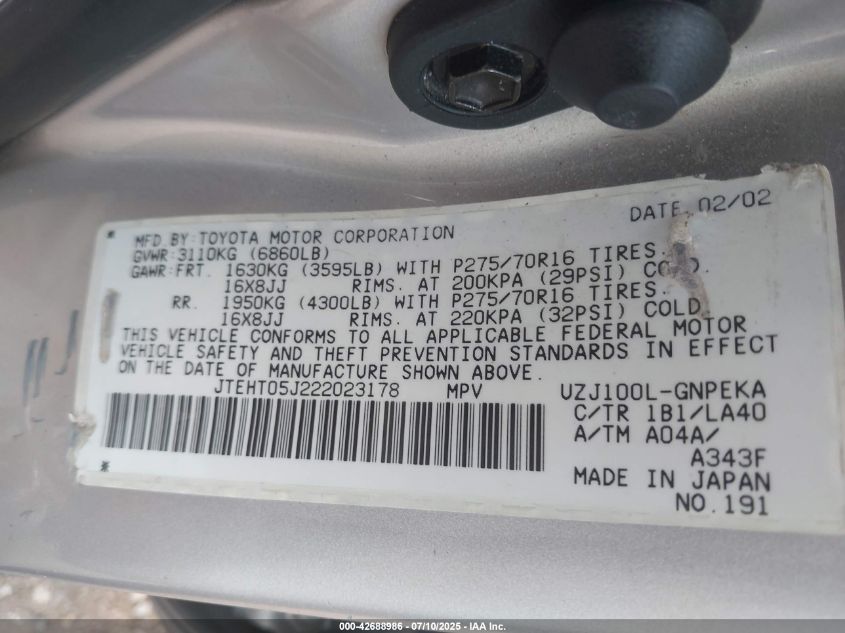 DATE 02/02
MFD.BY:TOYOTA MOTOR CORPORATION
GVWR:3110KG (6860LB)
GAWR:FRT. 1630KG (3595LB) WITH P275/70R16 TIRES.
16X8JJ RIMS. AT 200KPA (29PSI) COLD
RR. 1950KG (4300LB) WITH P275/70R16 TIRES.
16X8JJ RIMS. AT 220KPA (32PSI) COLD.
THIS VEHICLE CONFORMS TO ALL APPLICABLE FEDERAL MOTOR
VEHICLE SAFETY AND THEFT PREVENTION STANDARDS IN EFFECT
ON THE DATE OF MANUFACTURE SHOWN ABOVE.
JTEHT05J222023178 MPV UZJ100L-GNPEKA
C/TR 1B1/LA40
A/TM A04A/
A343F
MADE IN JAPAN
NO.191
000-42688986 - 07/10/2025 - IAA Inc.